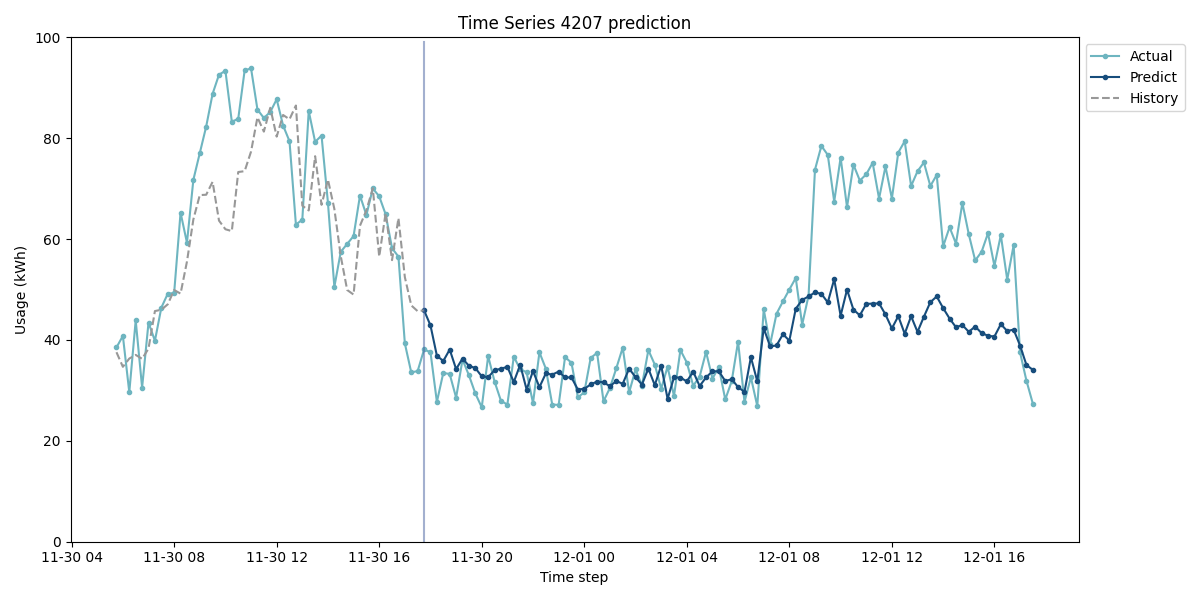 Time Series 4207 prediction
Actual
Predict
History
Usage (kWh)
100
80
60
40
20
0
11-30 04
11-30 08
11-30 12
11-30 16
11-30 20
12-01 00
12-01 04
12-01 08
12-01 12
12-01 16
Time step